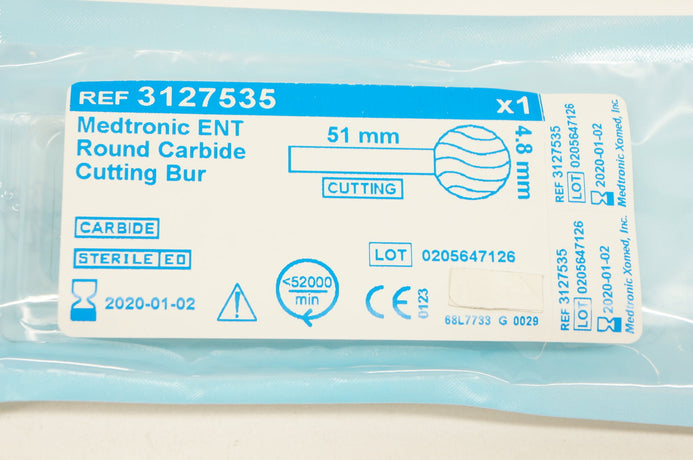 REF 3127535 x1
Medtronic ENT
Round Carbide
Cutting Bur
51 mm
4.8 mm
CUTTING
CARBIDE
STERILE EO
LOT 0205647126
2020-01-02
<52000
min
0123
68L7733 G 0029
REF 3127535
LOT 0205647126
2020-01-02
Medtronic Xomed, Inc.
REF 3127535
LOT 0205647126
2020-01-02
Medtronic Xomed, Inc.